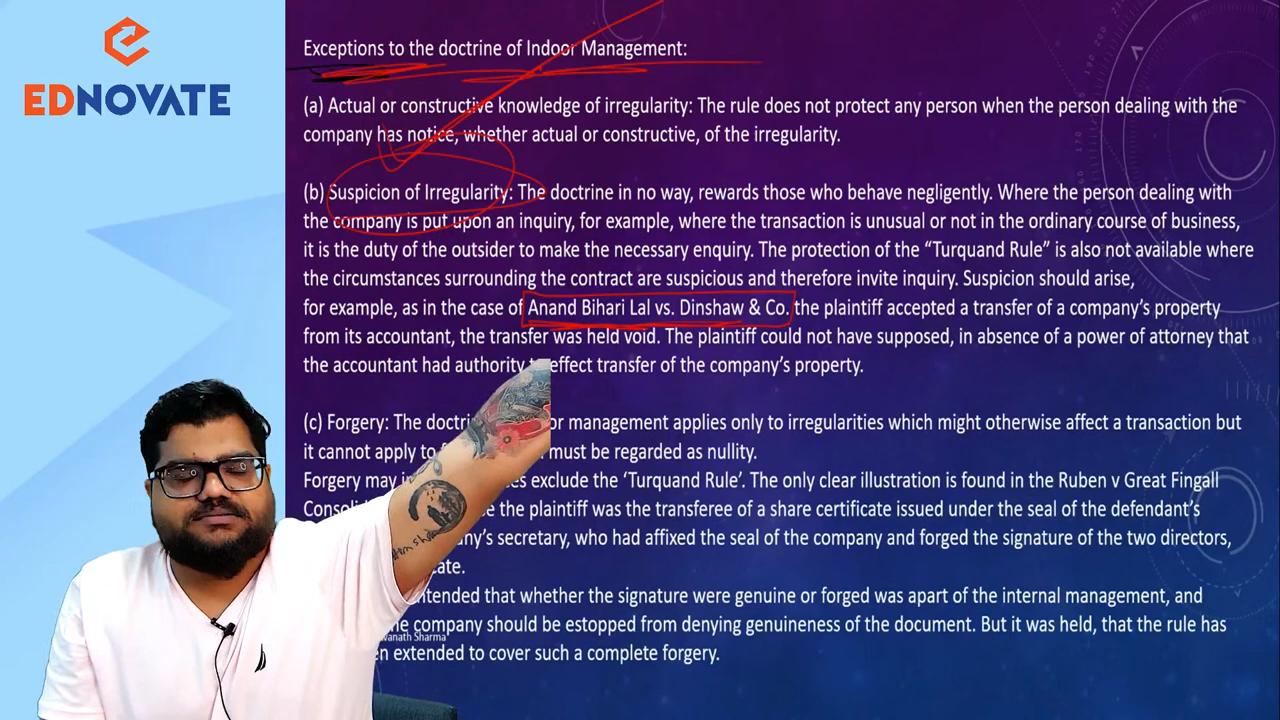 EDNOVATE
Exceptions to the doctrine of Indoor Management:
(a) Actual or constructive knowledge of irregularity: The rule does not protect any person when the person dealing with the
company has notice, whether actual or constructive, of the irregularity.
(b) Suspicion of Irregularity: The doctrine in no way, rewards those who behave negligently. Where the person dealing with
the company is put upon an inquiry, for example, where the transaction is unusual or not in the ordinary course of business,
it is the duty of the outsider to make the necessary enquiry. The protection of the “Turquand Rule” is also not available where
the circumstances surrounding the contract are suspicious and therefore invite inquiry. Suspicion should arise,
for example, as in the case of Anand Bihari Lal vs. Dinshaw & Co. the plaintiff accepted a transfer of a company’s property
from its accountant, the transfer was held void. The plaintiff could not have supposed, in absence of a power of attorney that
the accountant had authority effect transfer of the company’s property.
(c) Forgery: The or management applies only to irregularities which might otherwise affect a transaction but
it cannot apply to must be regarded as nullity.
Forgery may exclude the ‘Turquand Rule’. The only clear illustration is found in the Ruben v Great Fingall
the plaintiff was the transferee of a share certificate issued under the seal of the defendant’s
secretary, who had affixed the seal of the company and forged the signature of the two directors,
that whether the signature were genuine or forged was apart of the internal management, and
company should be estopped from denying genuineness of the document. But it was held, that the rule has
Sharma
extended to cover such a complete forgery.